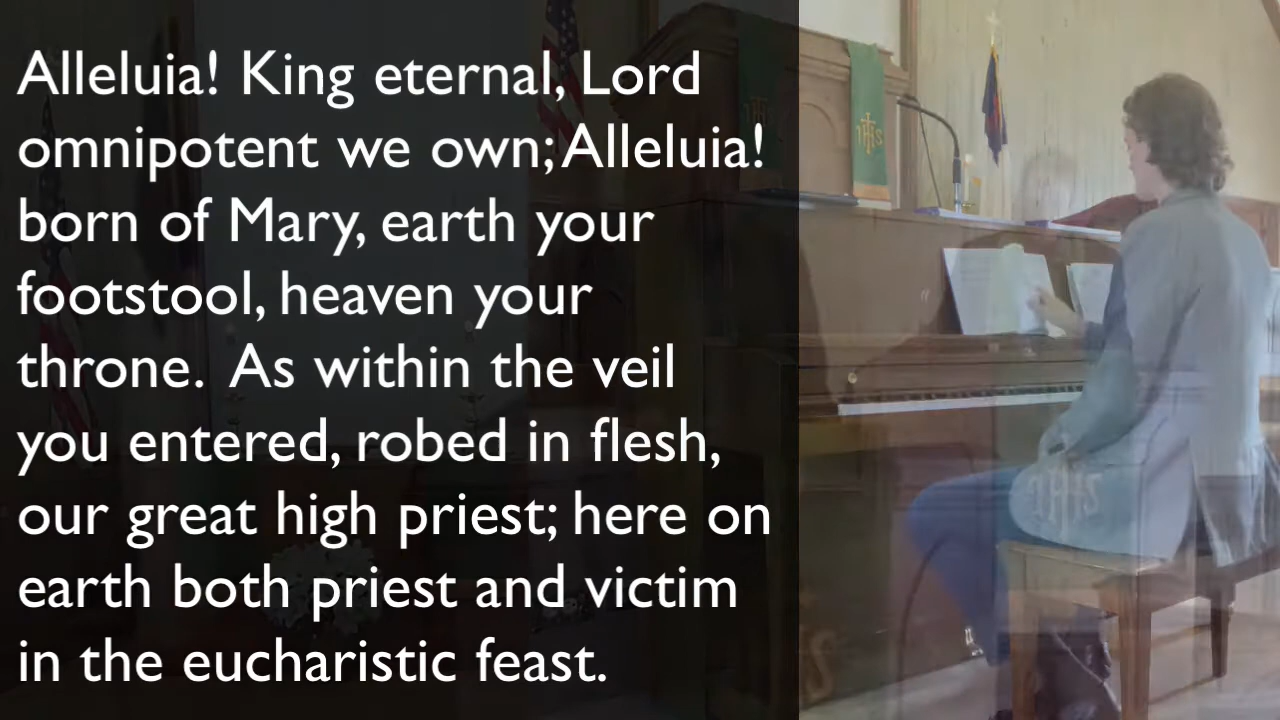 Alleluia! King eternal, Lord
omnipotent we own; Alleluia!
born of Mary, earth your
footstool, heaven your
throne. As within the veil
you entered, robed in flesh,
our great high priest; here on
earth both priest and victim
in the eucharistic feast.
IHS
IHS